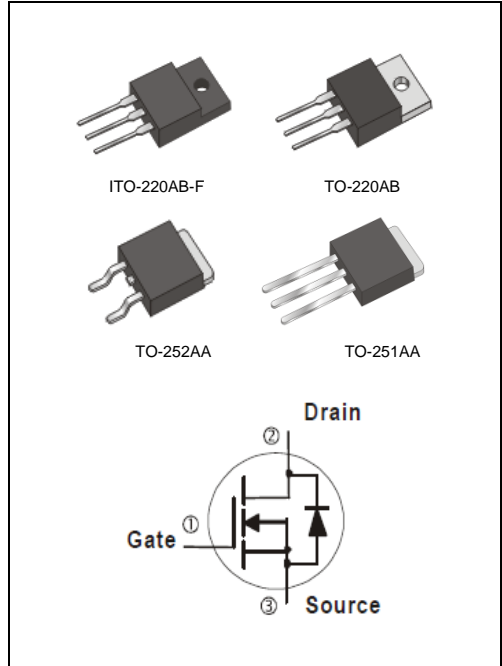 ITO-220AB-F
TO-220AB
TO-252AA
TO-251AA
Drain
②
①
Gate
③
Source